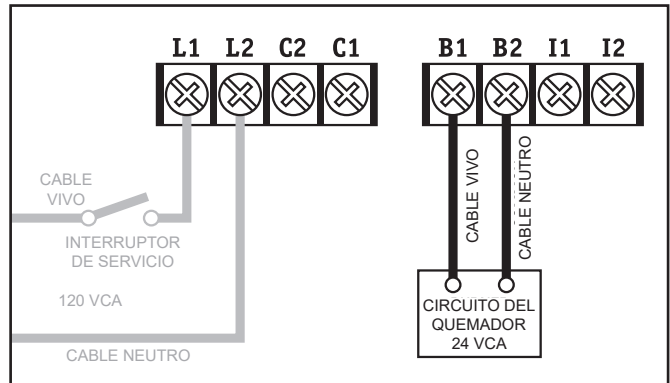 L1 L2 C2 C1
B1 B2 I1 I2
CABLE
VIVO
INTERRUPTOR
DE SERVICIO
120 VCA
CABLE NEUTRO
CABLE VIVO
CABLE NEUTRO
CIRCUITO DEL
QUEMADOR
24 VCA